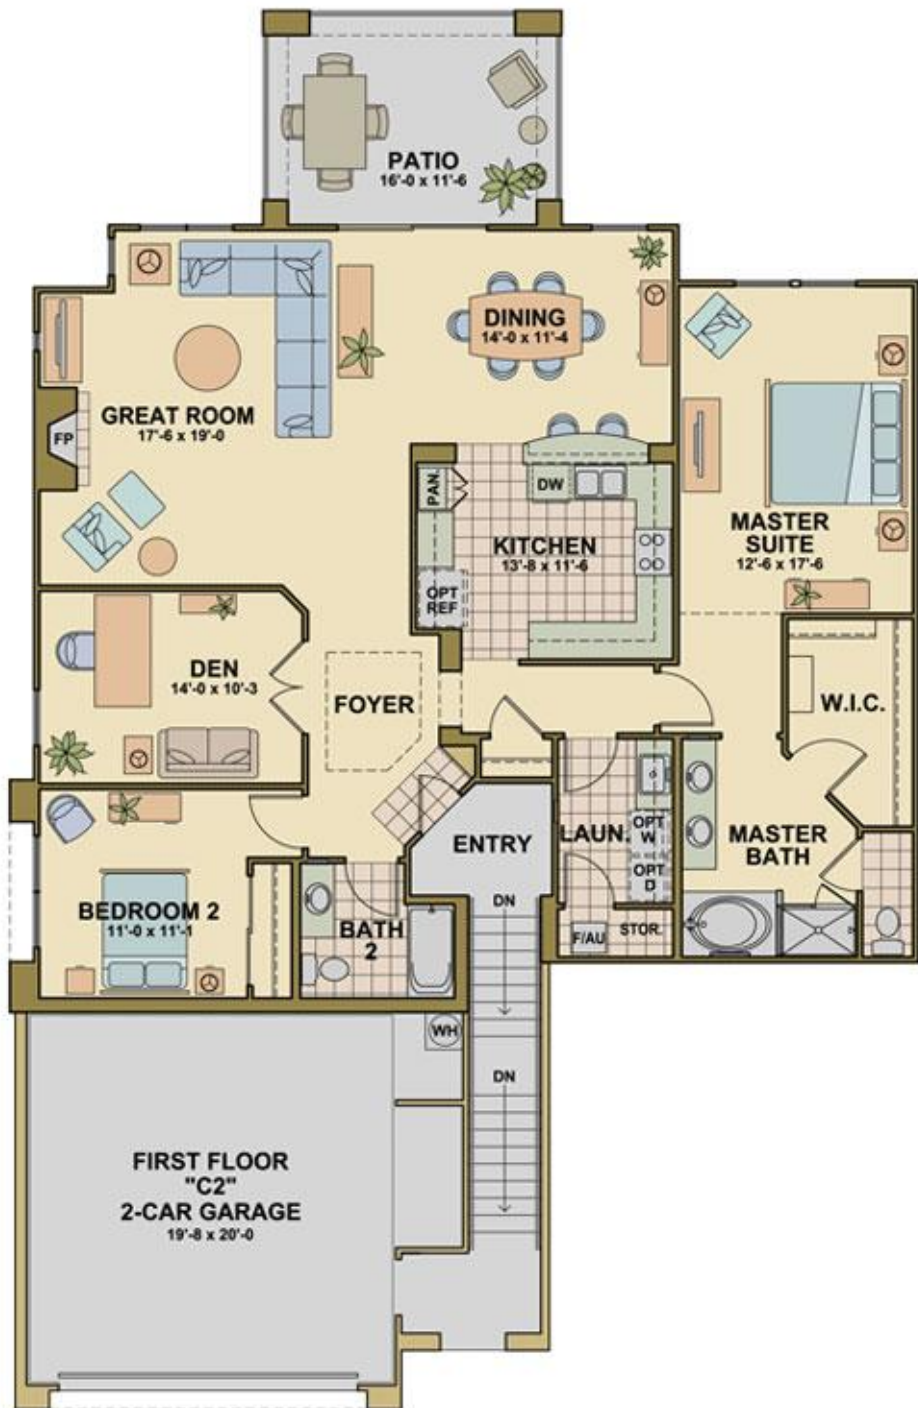 PATIO
16'-0 x 11'-6
DINING
14'-0 x 11'-4
GREAT ROOM
17'-6 x 19'-0
FP
PAN.
DW
KITCHEN
13'-8 x 11'-6
OPT
REF
MASTER
SUITE
12'-6 x 17'-6
DEN
14'-0 x 10'-3
FOYER
W.I.C.
ENTRY
LAUN.
OPT
W
OPT
D
MASTER
BATH
BEDROOM 2
11'-0 x 11'-1
BATH
2
DN
F/AU
STOR.
WH
DN
FIRST FLOOR
"C2"
2-CAR GARAGE
19'-8 x 20'-0